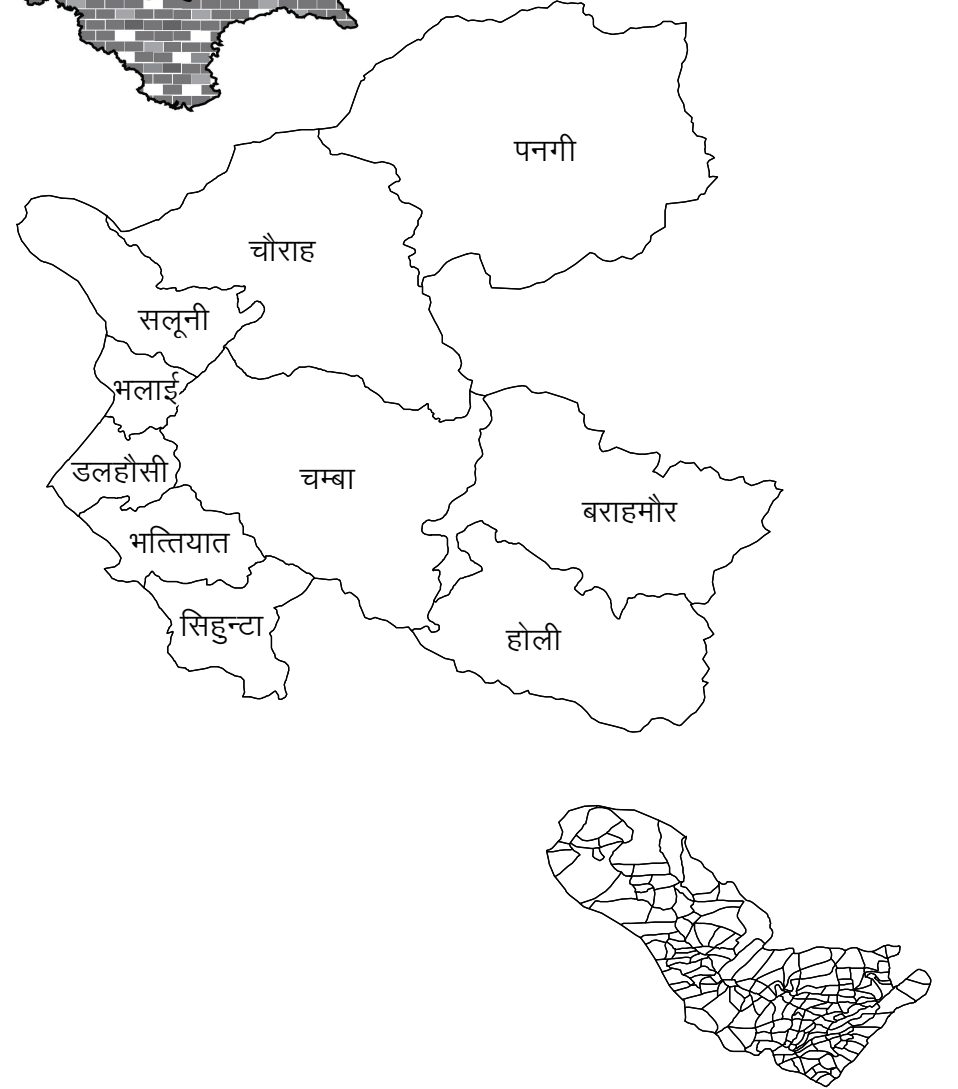 पनगी
चौराह
सलूनी
भलाई
डलहौसी
चम्बा
बराहमौर
भत्तियात
सिहुन्टा
होली